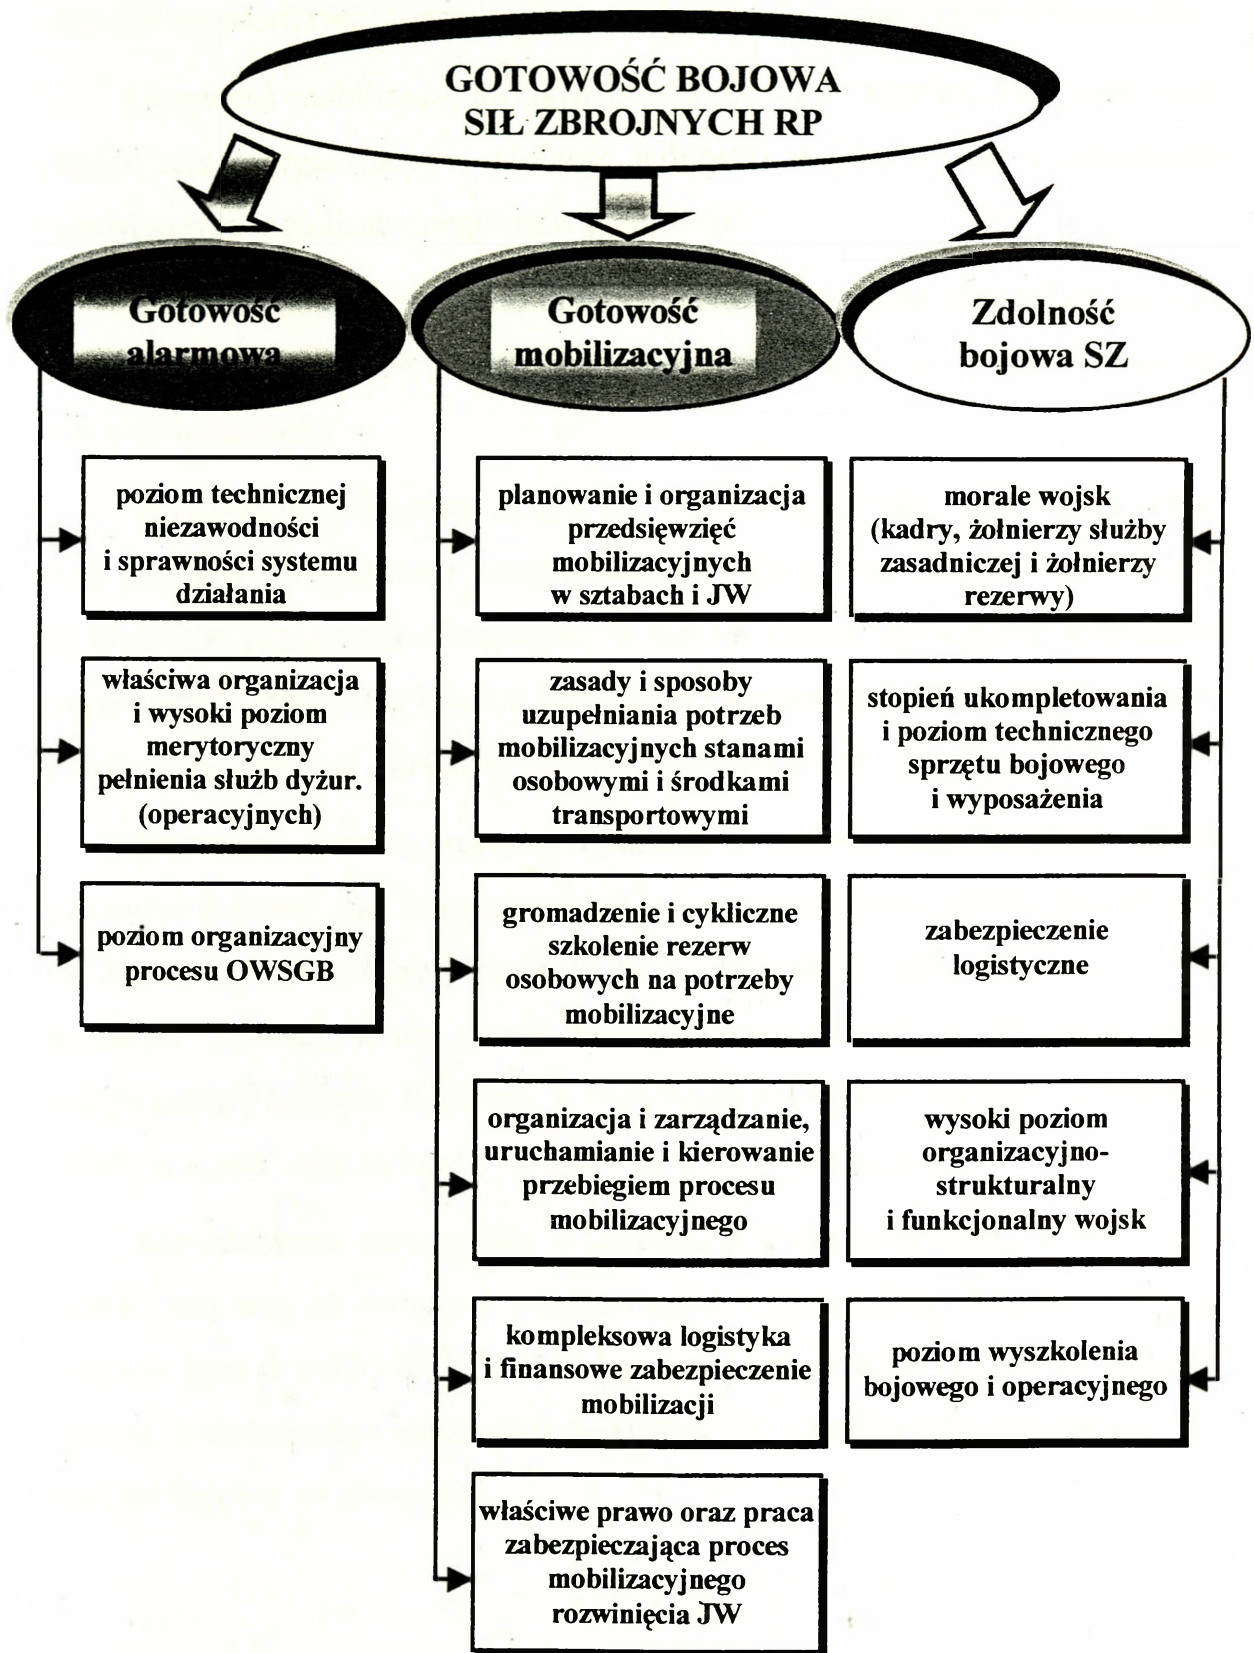 GOTOWOŚĆ BOJOWA
SIŁ ZBROJNYCH RP
Gotowość
alarmowa
Gotowość
mobilizacyjna
Zdolność
bojowa SZ
poziom technicznej
niezawodności
i sprawności systemu
działania
właściwa organizacja
i wysoki poziom
merytoryczny
pełnienia służb dyżur.
(operacyjnych)
poziom organizacyjny
procesu OWSGB
planowanie i organizacja
przedsięwzięć
mobilizacyjnych
w sztabach i JW
zasady i sposoby
uzupełniania potrzeb
mobilizacyjnych stanami
osobowymi i środkami
transportowymi
gromadzenie i cykliczne
szkolenie rezerw
osobowych na potrzeby
mobilizacyjne
organizacja i zarządzanie,
uruchamianie i kierowanie
przebiegiem procesu
mobilizacyjnego
kompleksowa logistyka
i finansowe zabezpieczenie
mobilizacji
właściwe prawo oraz praca
zabezpieczająca proces
mobilizacyjnego
rozwinięcia JW
morale wojsk
(kadry, żołnierzy służby
zasadniczej i żołnierzy
rezerwy)
stopień ukompletowania
i poziom technicznego
sprzętu bojowego
i wyposażenia
zabezpieczenie
logistyczne
wysoki poziom
organizacyjno-
strukturalny
i funkcjonalny wojsk
poziom wyszkolenia
bojowego i operacyjnego